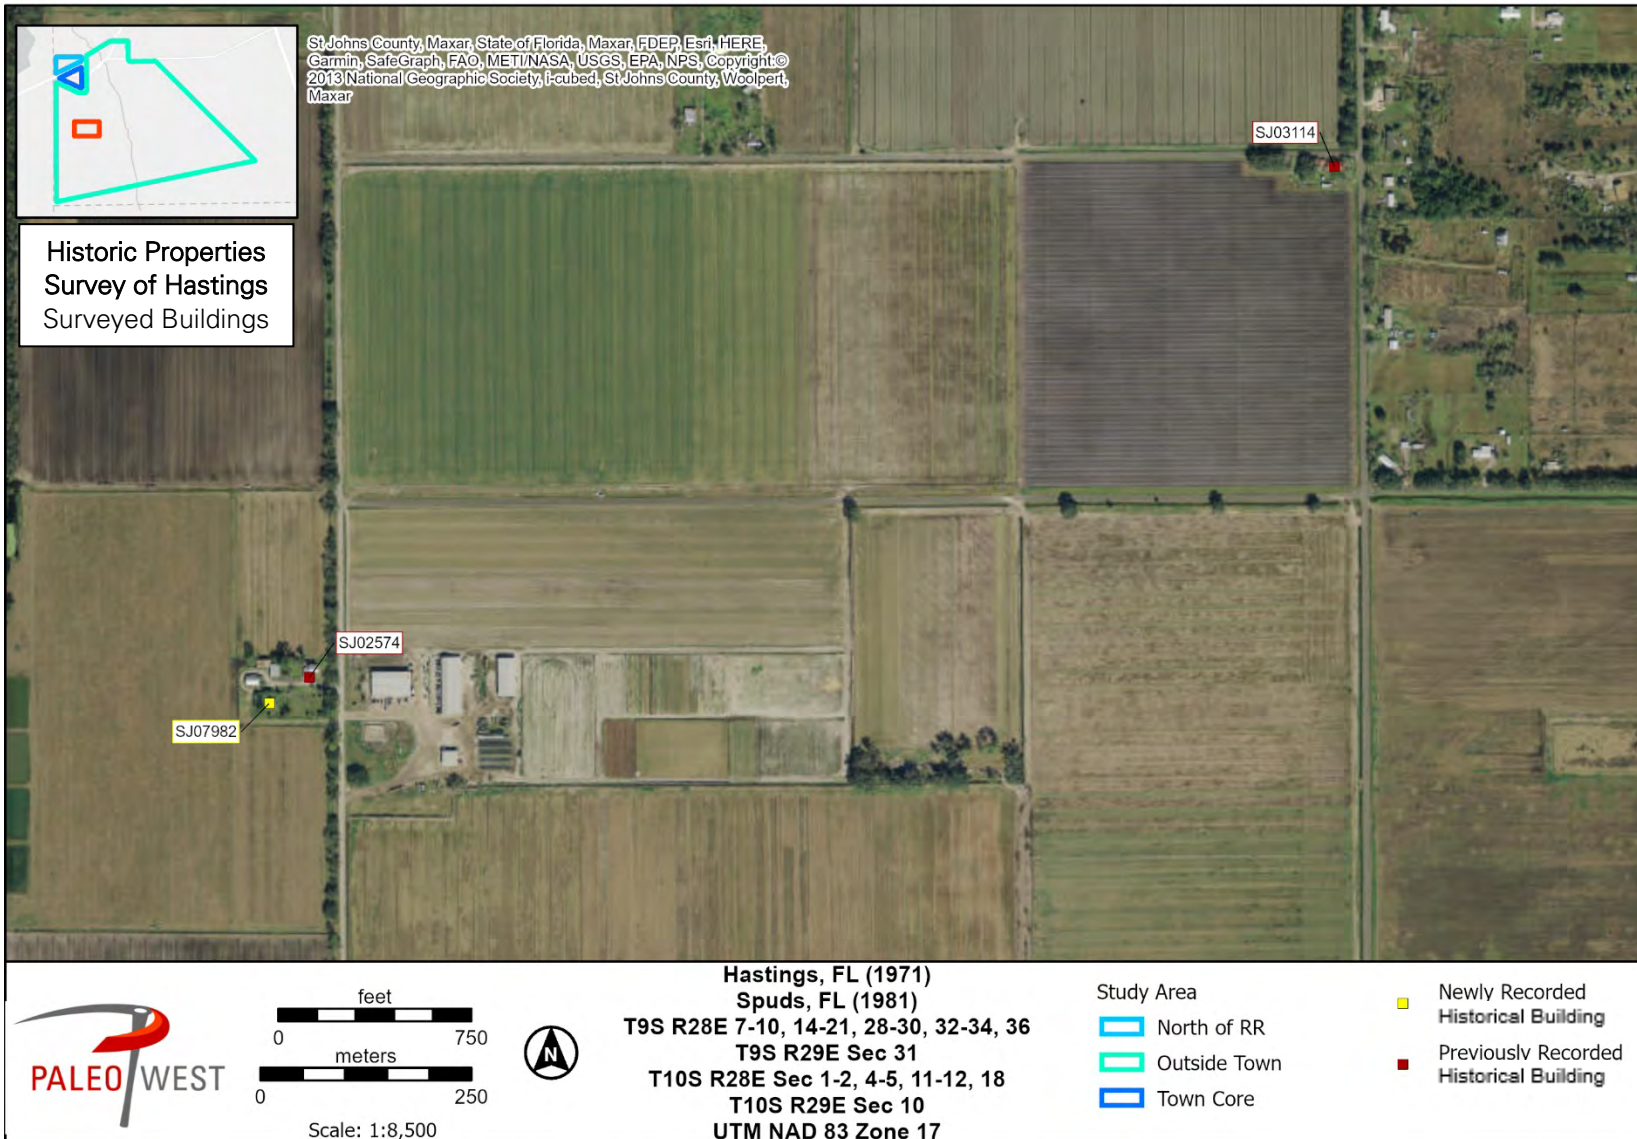 St Johns County, Maxar, State of Florida, Maxar, FDEP, Esri, HERE,
Garmin, SafeGraph, FAO, METI/NASA, USGS, EPA, NPS, Copyright:©
2013 National Geographic Society, i-cubed, St Johns County, Woolpert,
Maxar
Historic Properties
Survey of Hastings
Surveyed Buildings
SJ03114
SJ02574
SJ07982
PALEO WEST
feet
0 750
meters
0 250
Scale: 1:8,500
N
Hastings, FL (1971)
Spuds, FL (1981)
T9S R28E 7-10, 14-21, 28-30, 32-34, 36
T9S R29E Sec 31
T10S R28E Sec 1-2, 4-5, 11-12, 18
T10S R29E Sec 10
UTM NAD 83 Zone 17
Study Area
North of RR
Outside Town
Town Core
Newly Recorded
Historical Building
Previously Recorded
Historical Building